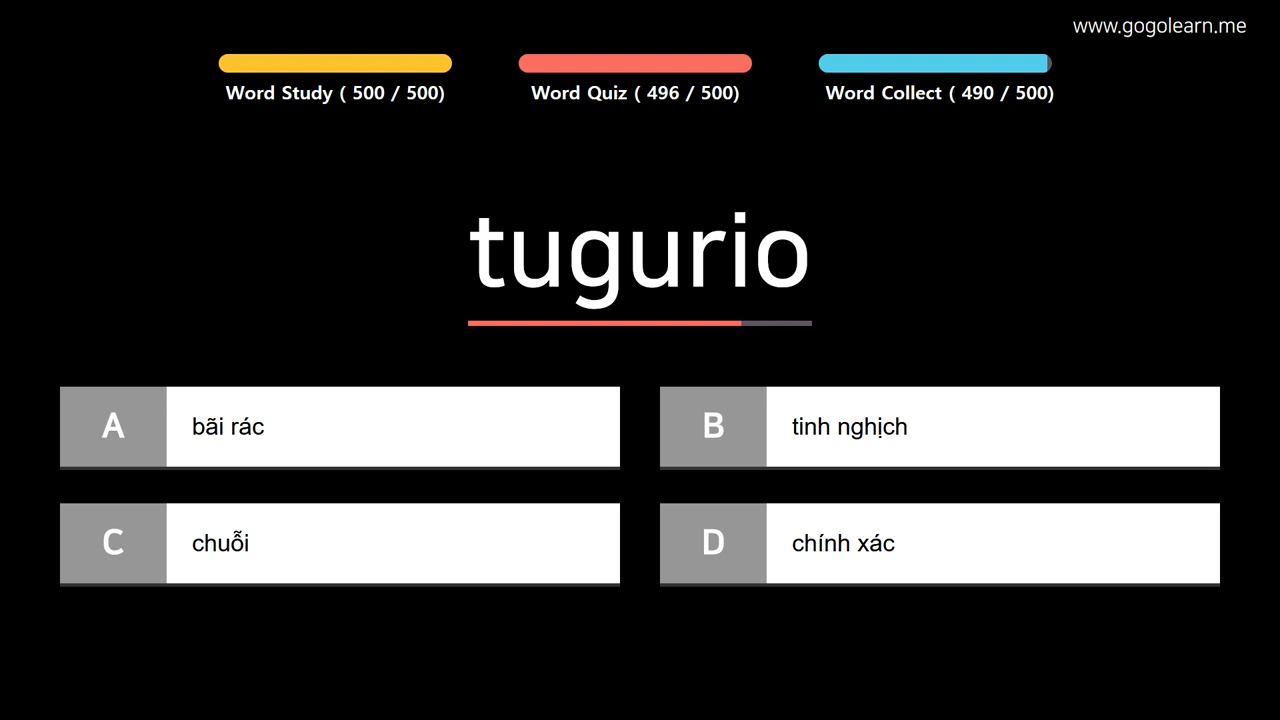 www.gogolearn.me
Word Study ( 500 / 500)
Word Quiz ( 496 / 500)
Word Collect ( 490 / 500)
tugurio
A bãi rác
B tinh nghịch
C chuỗi
D chính xác